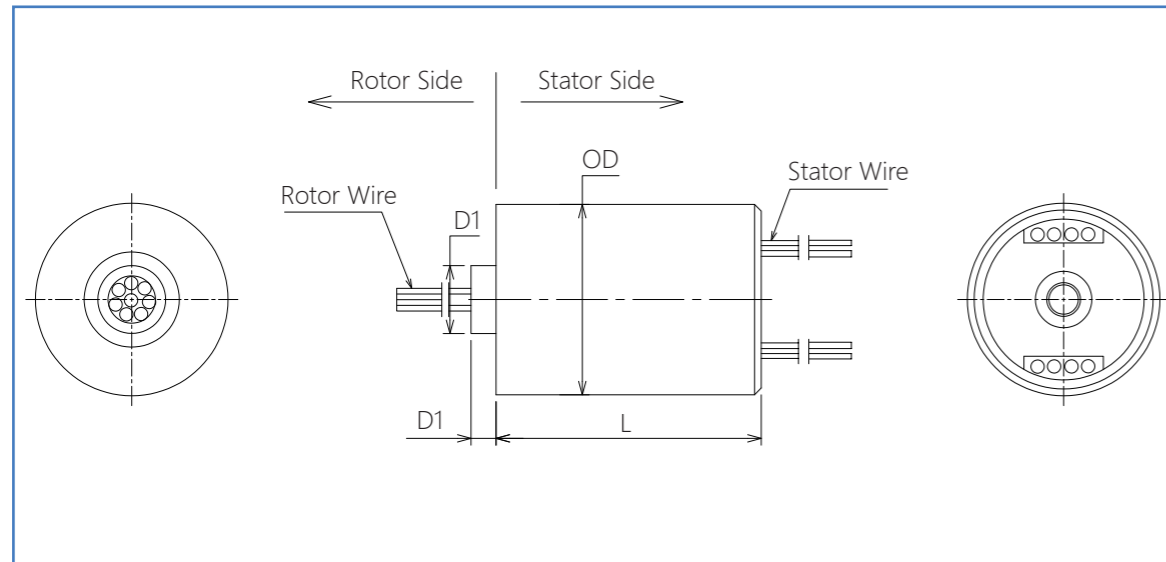 Rotor Side
Stator Side
OD
Stator Wire
Rotor Wire
D1
D1
L